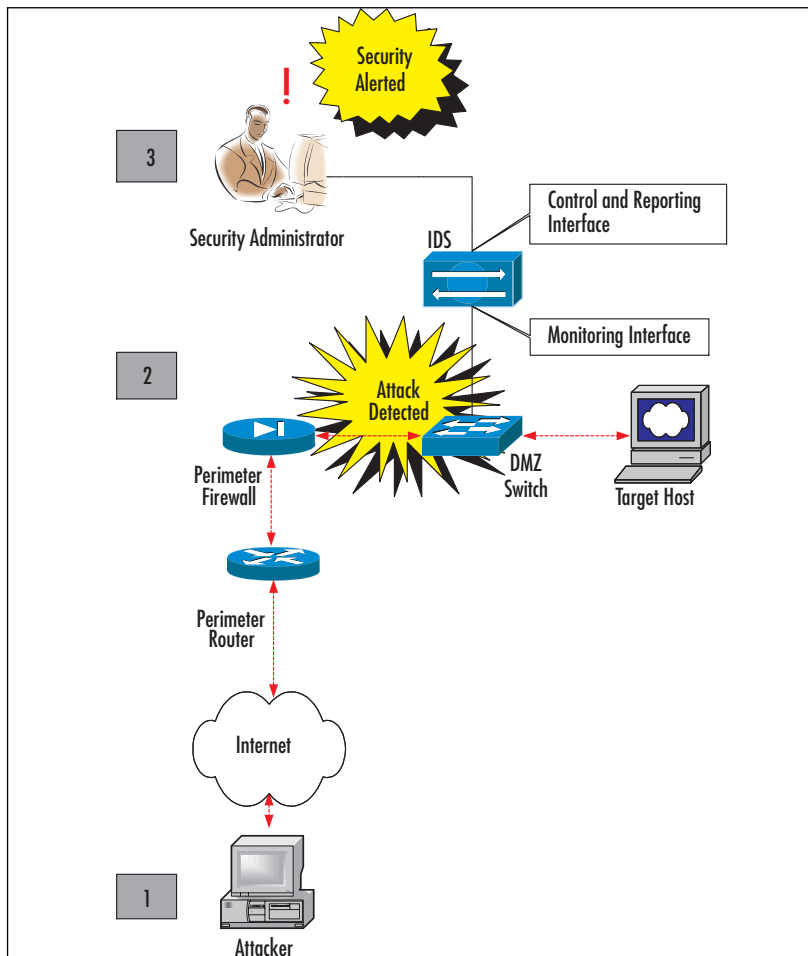 !
Security
Alerted
3
Security Administrator
IDS
Control and Reporting
Interface
Monitoring Interface
2
Attack
Detected
Perimeter
Firewall
DMZ
Switch
Target Host
Perimeter
Router
Internet
1
Attacker